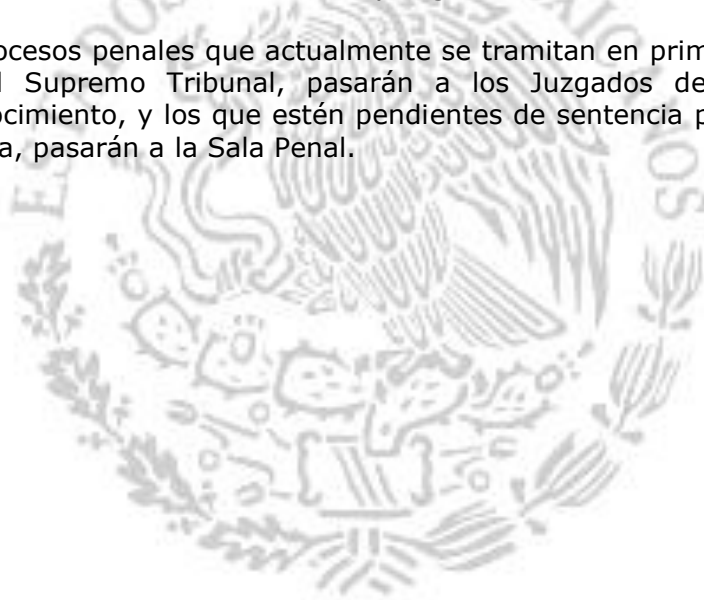 ocesos penales que actualmente se tramitan en prim
l Supremo Tribunal, pasarán a los Juzgados de
ocimiento, y los que estén pendientes de sentencia p
a, pasarán a la Sala Penal.